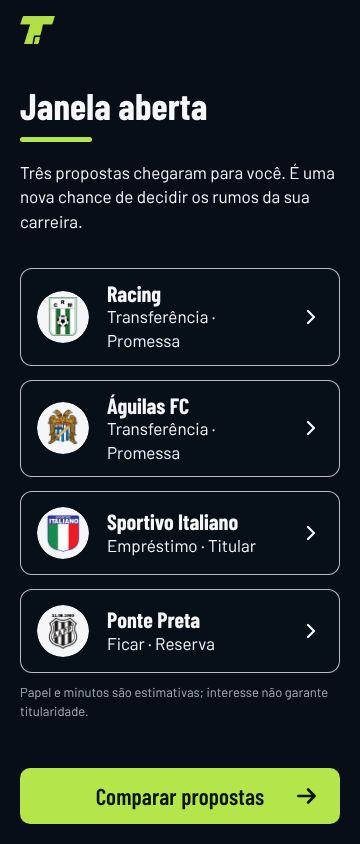 Janela aberta
Três propostas chegaram para você. É uma
nova chance de decidir os rumos da sua
carreira.
Racing
Transferência ·
Promessa
Águilas FC
Transferência ·
Promessa
ITALIANO
Sportivo Italiano
Empréstimo · Titular
Ponte Preta
Ficar · Reserva
Papel e minutos são estimativas; interesse não garante
titularidade.
Comparar propostas